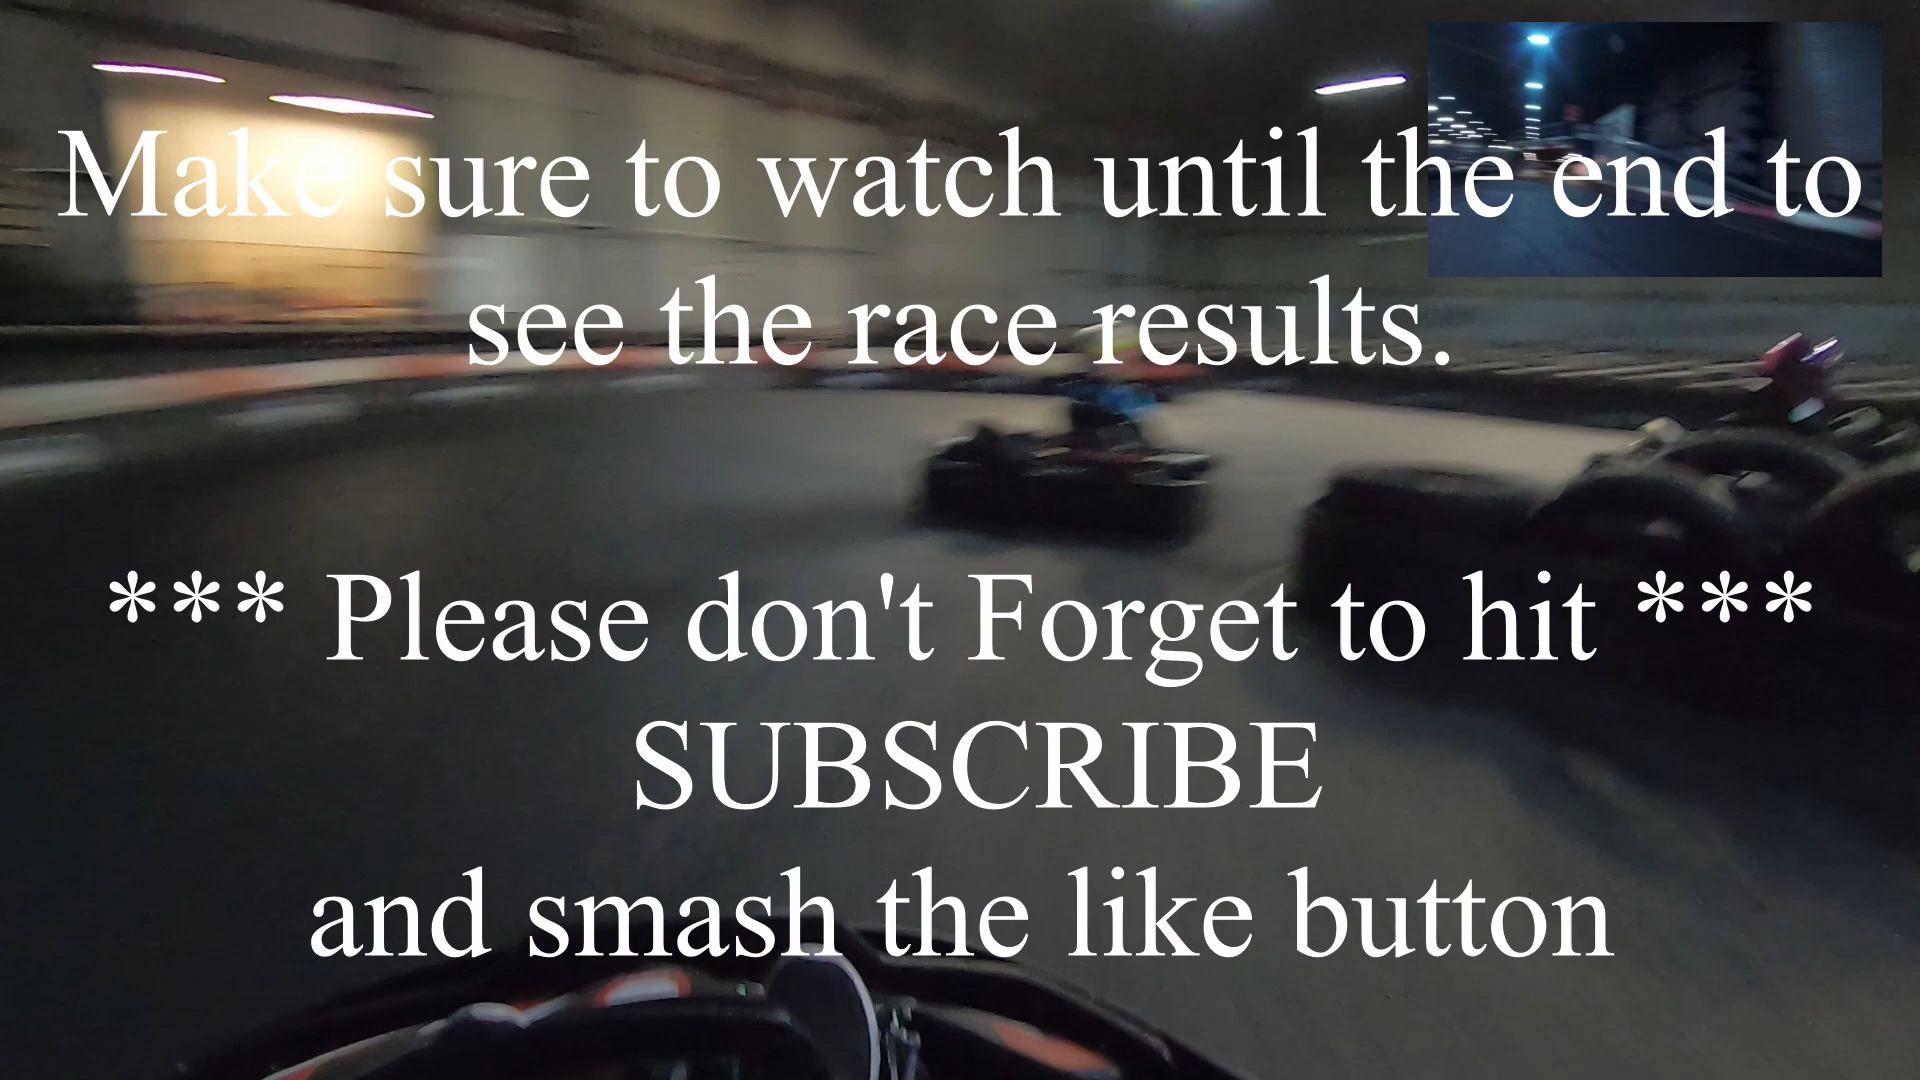 Make sure to watch until the end to
see the race results.
*** Please don't Forget to hit ***
SUBSCRIBE
and smash the like button